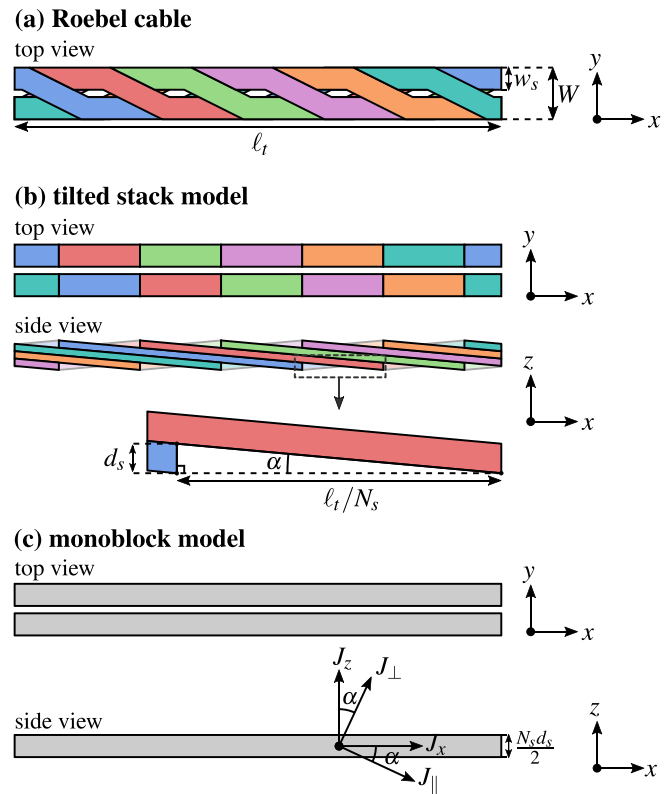 (a) Roebel cable
top view
w_s
W
y
x
ℓ_t
(b) tilted stack model
top view
y
x
side view
z
x
d_s
α
ℓ_t/N_s
(c) monoblock model
top view
y
x
J_z
J_⊥
α
side view
J_x
α
J_∥
N_s d_s
2
z
x